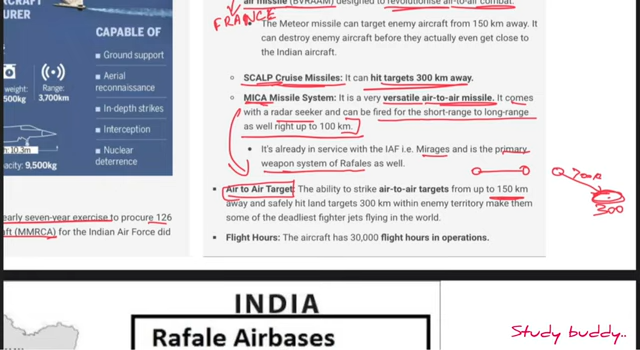 air missile (BVRAAM) designed to revolutionise air-to-air combat.
FRANCE
The Meteor missile can target enemy aircraft from 150 km away. It
can destroy enemy aircraft before they actually even get close to
the Indian aircraft.
SCALP Cruise Missiles: It can hit targets 300 km away.
MICA Missile System: It is a very versatile air-to-air missile. It comes
with a radar seeker and can be fired for the short-range to long-range
as well right up to 100 km.
It's already in service with the IAF i.e. Mirages and is the primary
weapon system of Rafales as well.
Air to Air Target: The ability to strike air-to-air targets from up to 150 km
away and safely hit land targets 300 km within enemy territory make them
some of the deadliest fighter jets flying in the world.
Flight Hours: The aircraft has 30,000 flight hours in operations.
300
URER
CAPABLE OF
Ground support
Aerial
reconnaissance
In-depth strikes
Interception
Nuclear
deterrence
weight:
500kg
Range:
3,700km
10.3m
acity: 9,500kg
early seven-year exercise to procure 126
ft (MMRCA) for the Indian Air Force did
INDIA
Rafale Airbases
Study buddy..